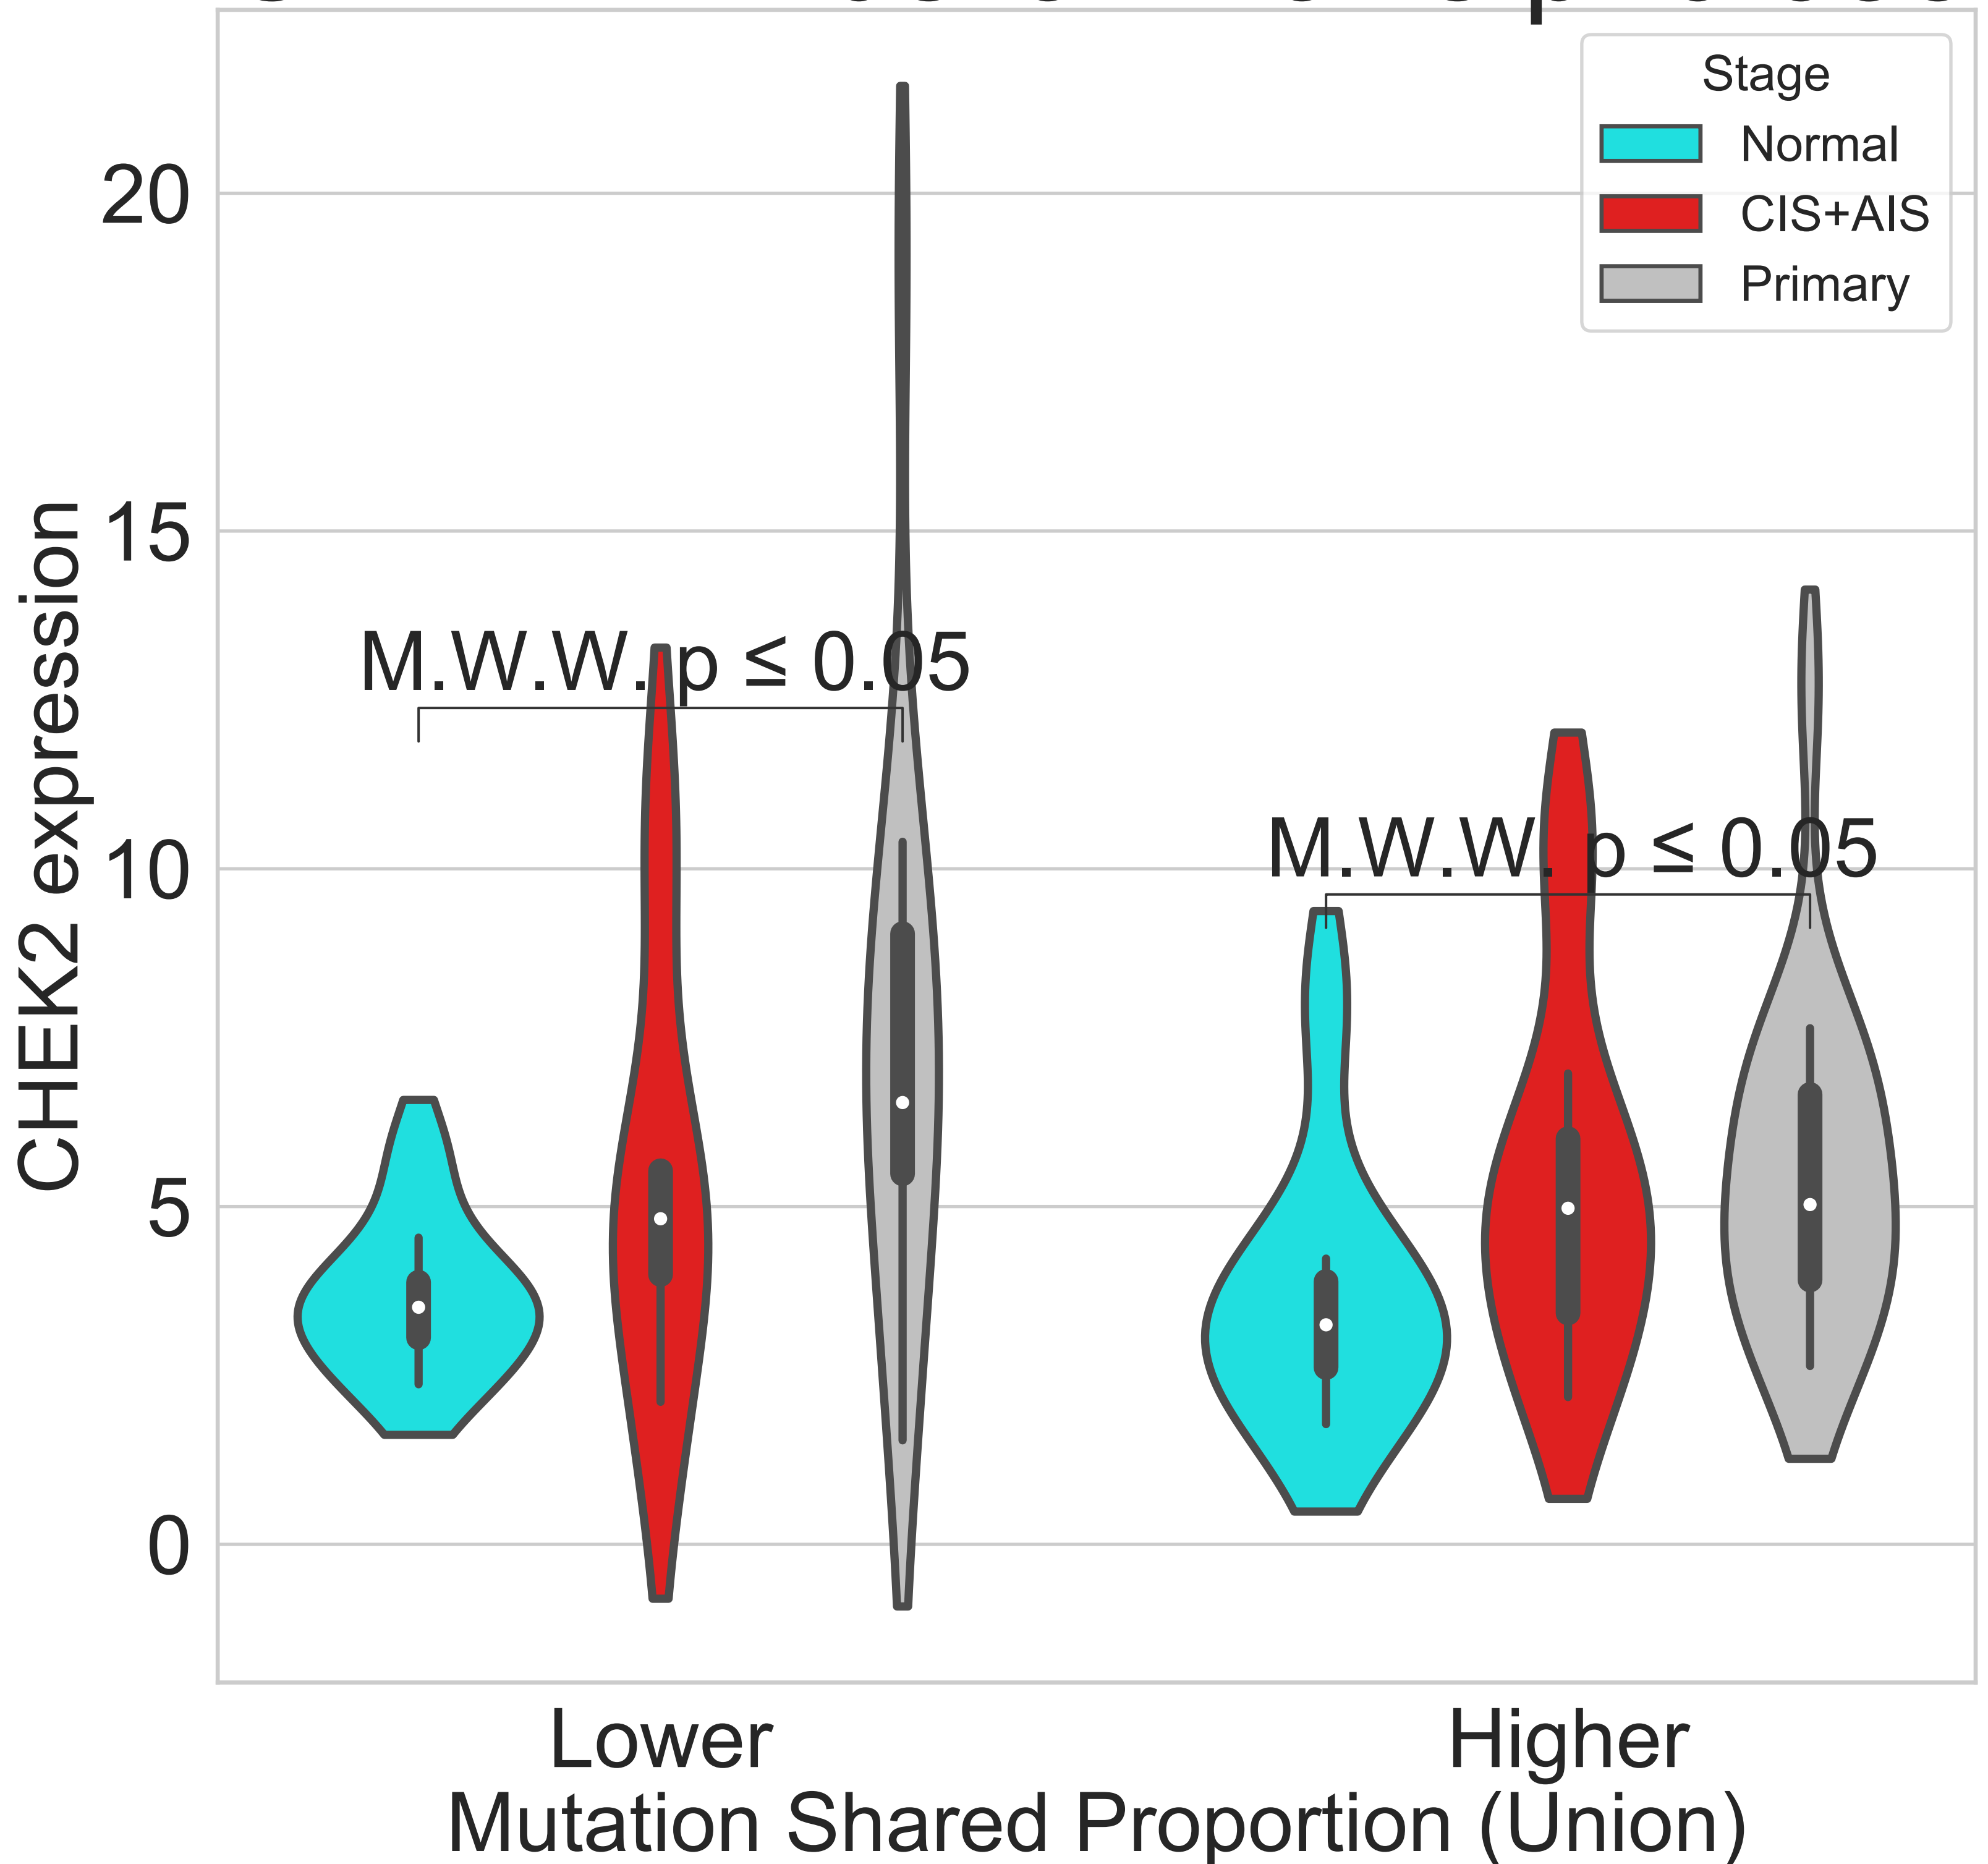 Stage
Normal
CIS+AIS
Primary
20
15
10
5
0
CHEK2 expression
M.W.W. p ≤ 0.05
M.W.W. p ≤ 0.05
Lower
Higher
Mutation Shared Proportion (Union)